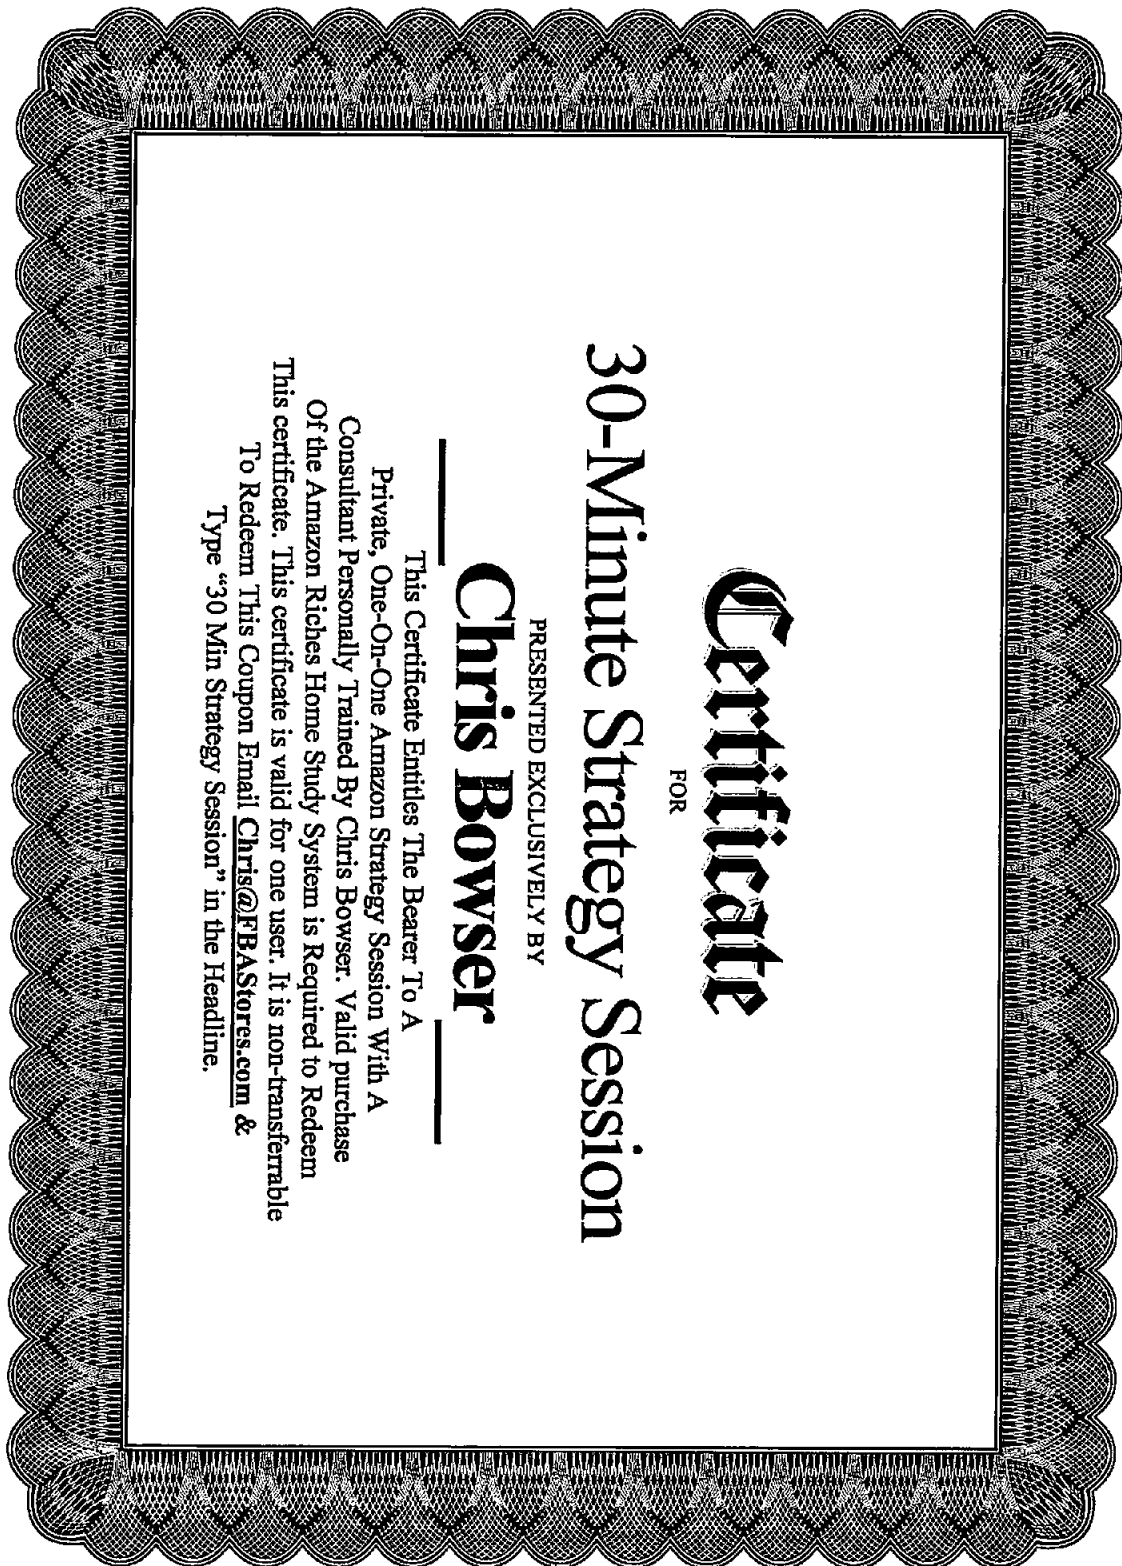 Certificate
FOR
30-Minute Strategy Session
PRESENTED EXCLUSIVELY BY
Chris Bowser
This Certificate Entitles The Bearer To A
Private, One-On-One Amazon Strategy Session With A
Consultant Personally Trained By Chris Bowser. Valid purchase
Of the Amazon Riches Home Study System is Required to Redeem
This certificate. This certificate is valid for one user. It is non-transferrable
To Redeem This Coupon Email Chris@FBAStores.com &
Type “30 Min Strategy Session” in the Headline.